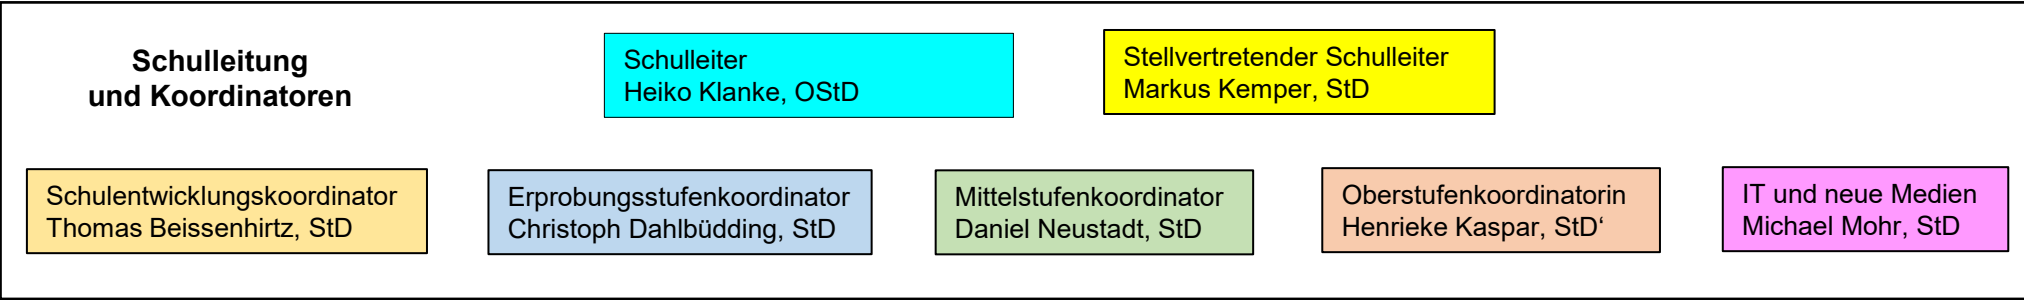 Schulleitung
und Koordinatoren
Schulleiter
Heiko Klanke, OStD
Stellvertretender Schulleiter
Markus Kemper, StD
Schulentwicklungskoordinator
Thomas Beissenhirtz, StD
Erprobungsstufenkoordinator
Christoph Dahlbüdding, StD
Mittelstufenkoordinator
Daniel Neustadt, StD
Oberstufenkoordinatorin
Henrieke Kaspar, StD‘
IT und neue Medien
Michael Mohr, StD